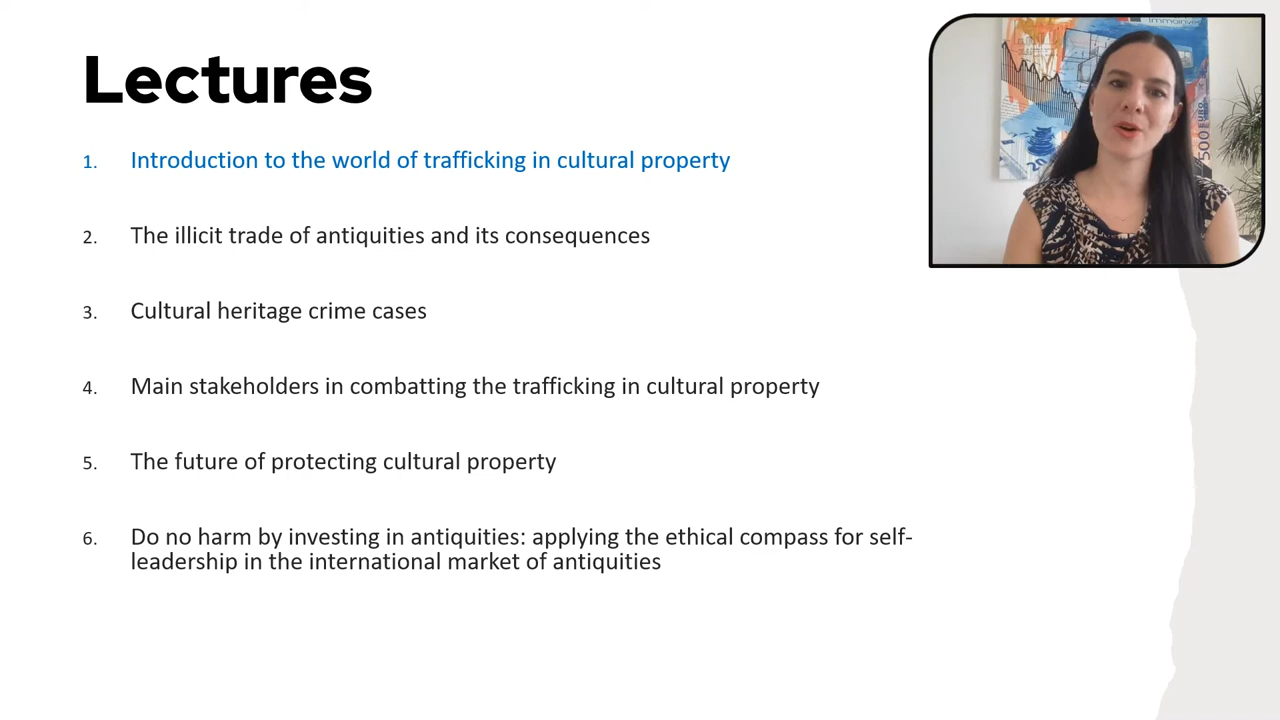 Lectures
1. Introduction to the world of trafficking in cultural property
2. The illicit trade of antiquities and its consequences
3. Cultural heritage crime cases
4. Main stakeholders in combatting the trafficking in cultural property
5. The future of protecting cultural property
6. Do no harm by investing in antiquities: applying the ethical compass for self-
leadership in the international market of antiquities
500 EURO
20